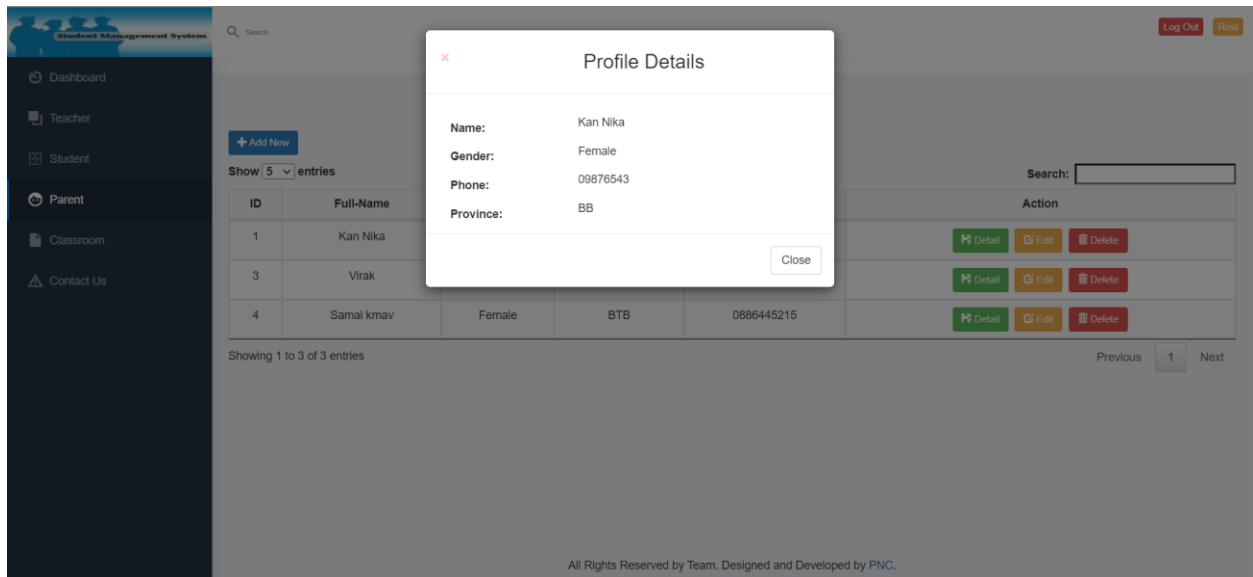 Student Management System
Search
Log Out Rest
Profile Details
Dashboard
Teacher
Student
Parent
Classroom
Contact Us
Name: Kan Nika
Gender: Female
Phone: 09876543
Province: BB
Close
Add New
Show 5 entries Search:
ID Full-Name Action
1 Kan Nika Detail Edit Delete
3 Virak Detail Edit Delete
4 Samai kmav Female BTB 0886445215 Detail Edit Delete
Showing 1 to 3 of 3 entries Previous 1 Next
All Rights Reserved by Team. Designed and Developed by PNC.